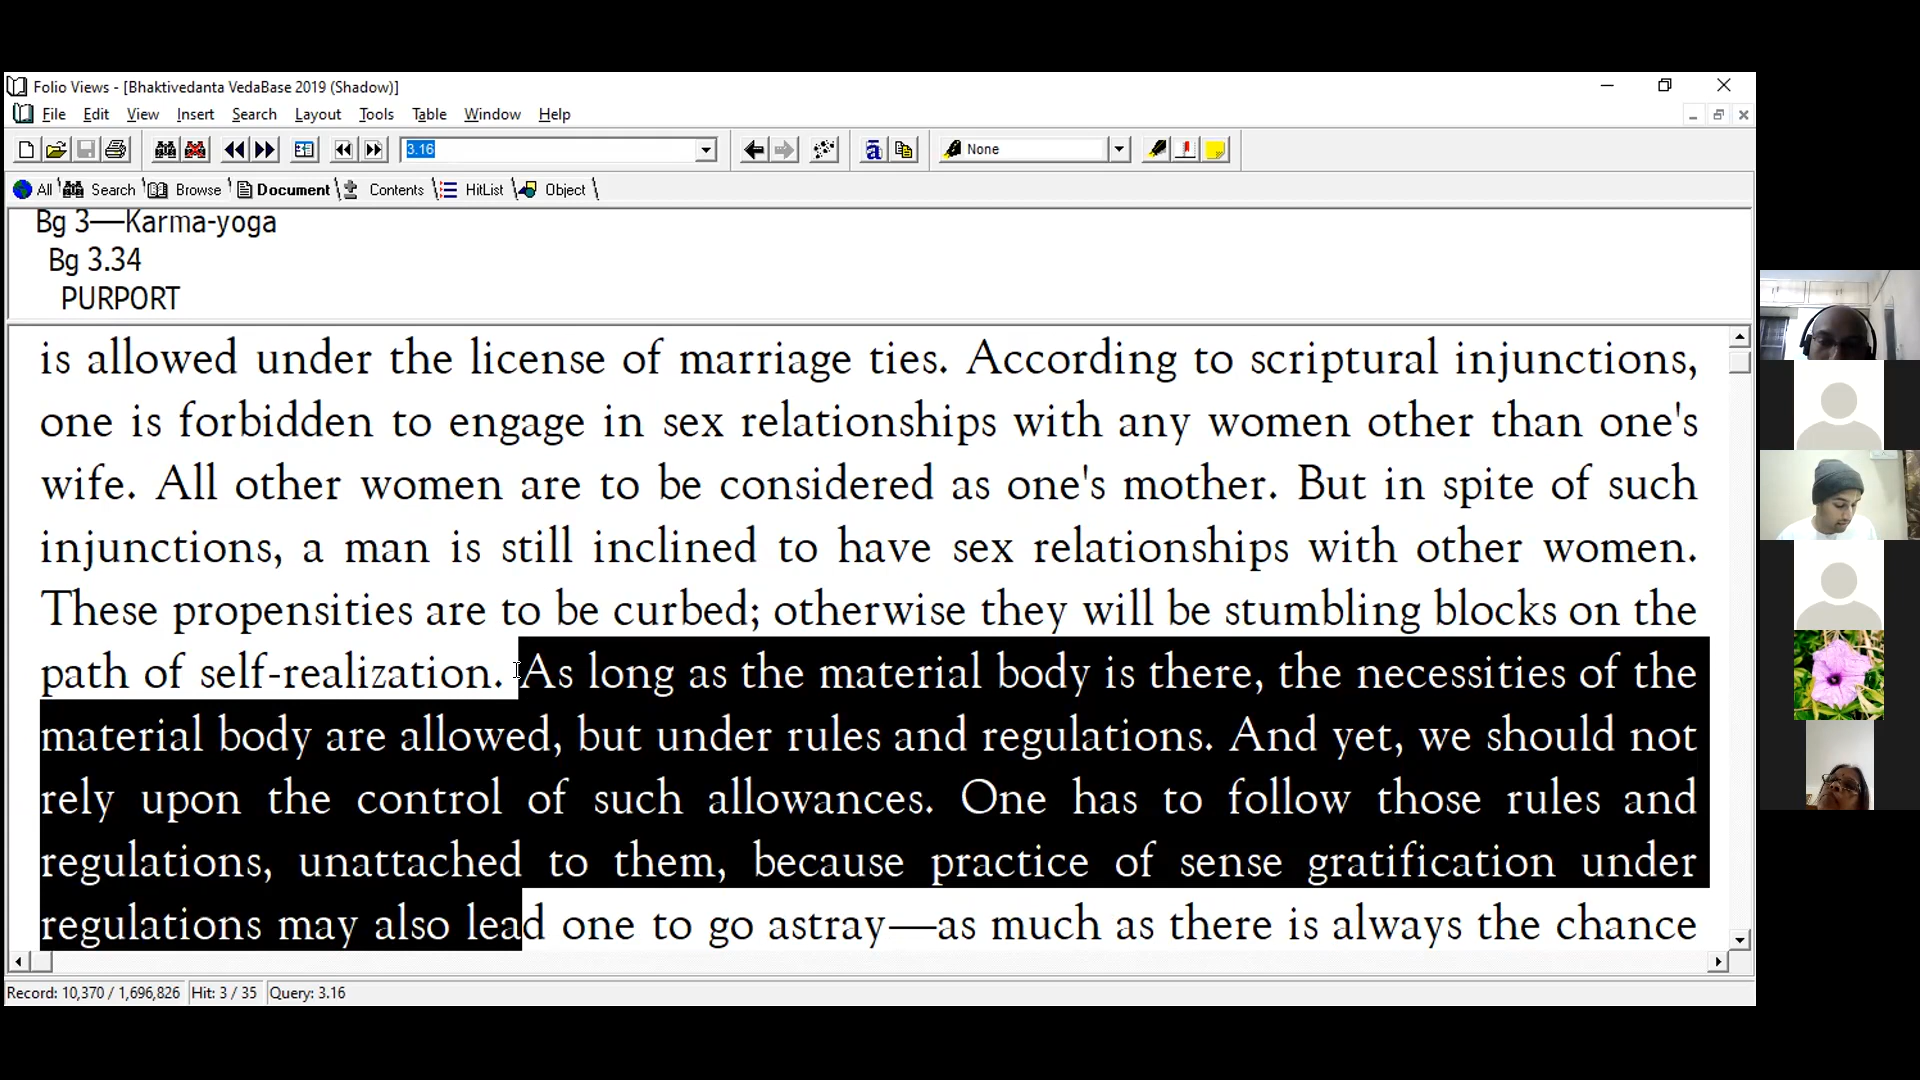 Folio Views - [Bhaktivedanta VedaBase 2019 (Shadow)]
File Edit View Insert Search Layout Tools Table Window Help
3.16 None
All Search Browse Document Contents HitList Object
Bg 3—Karma-yoga
Bg 3.34
PURPORT
is allowed under the license of marriage ties. According to scriptural injunctions,
one is forbidden to engage in sex relationships with any women other than one's
wife. All other women are to be considered as one's mother. But in spite of such
injunctions, a man is still inclined to have sex relationships with other women.
These propensities are to be curbed; otherwise they will be stumbling blocks on the
path of self-realization. As long as the material body is there, the necessities of the
material body are allowed, but under rules and regulations. And yet, we should not
rely upon the control of such allowances. One has to follow those rules and
regulations, unattached to them, because practice of sense gratification under
regulations may also lead one to go astray—as much as there is always the chance
Record: 10,370 / 1,696,826 Hit: 3 / 35 Query: 3.16